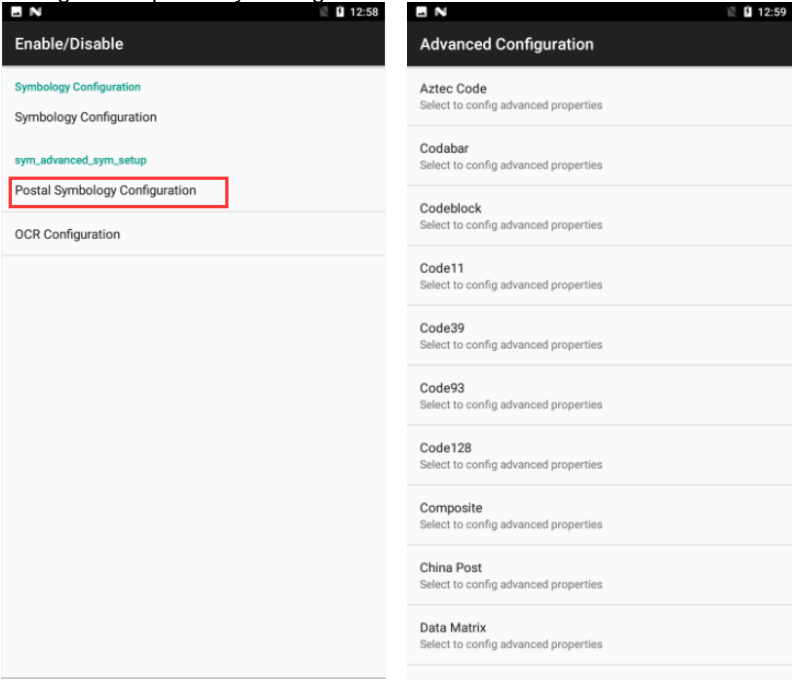 12:58
Enable/Disable
Symbology Configuration
Symbology Configuration
sym_advanced_sym_setup
Postal Symbology Configuration
OCR Configuration
12:59
Advanced Configuration
Aztec Code
Select to config advanced properties
Codabar
Select to config advanced properties
Codeblock
Select to config advanced properties
Code11
Select to config advanced properties
Code39
Select to config advanced properties
Code93
Select to config advanced properties
Code128
Select to config advanced properties
Composite
Select to config advanced properties
China Post
Select to config advanced properties
Data Matrix
Select to config advanced properties